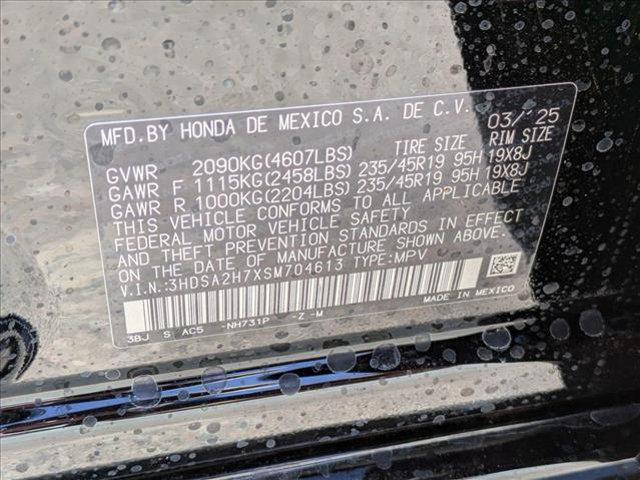 MFD.BY HONDA DE MEXICO S.A. DE C.V. 03/'25
TIRE SIZE RIM SIZE
GVWR 2090KG(4607LBS)
GAWR F 1115KG(2458LBS) 235/45R19 95H 19X8J
GAWR R 1000KG(2204LBS) 235/45R19 95H 19X8J
THIS VEHICLE CONFORMS TO ALL APPLICABLE
FEDERAL MOTOR VEHICLE SAFETY
AND THEFT PREVENTION STANDARDS IN EFFECT
ON THE DATE OF MANUFACTURE SHOWN ABOVE.
V.I.N.:3HDSA2H7XSM704613 TYPE:MPV
3BJ S AC5 -NH731P -Z -M MADE IN MEXICO